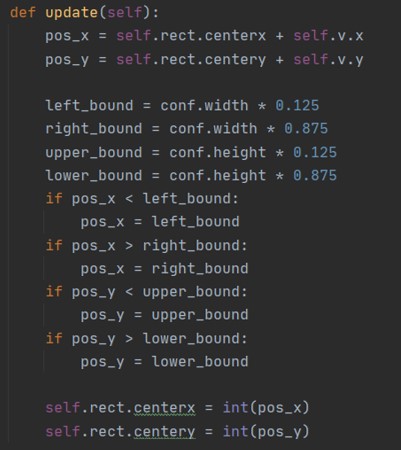 def update(self):
    pos_x = self.rect.centerx + self.v.x
    pos_y = self.rect.centery + self.v.y

    left_bound = conf.width * 0.125
    right_bound = conf.width * 0.875
    upper_bound = conf.height * 0.125
    lower_bound = conf.height * 0.875
    if pos_x < left_bound:
        pos_x = left_bound
    if pos_x > right_bound:
        pos_x = right_bound
    if pos_y < upper_bound:
        pos_y = upper_bound
    if pos_y > lower_bound:
        pos_y = lower_bound

    self.rect.centerx = int(pos_x)
    self.rect.centery = int(pos_y)